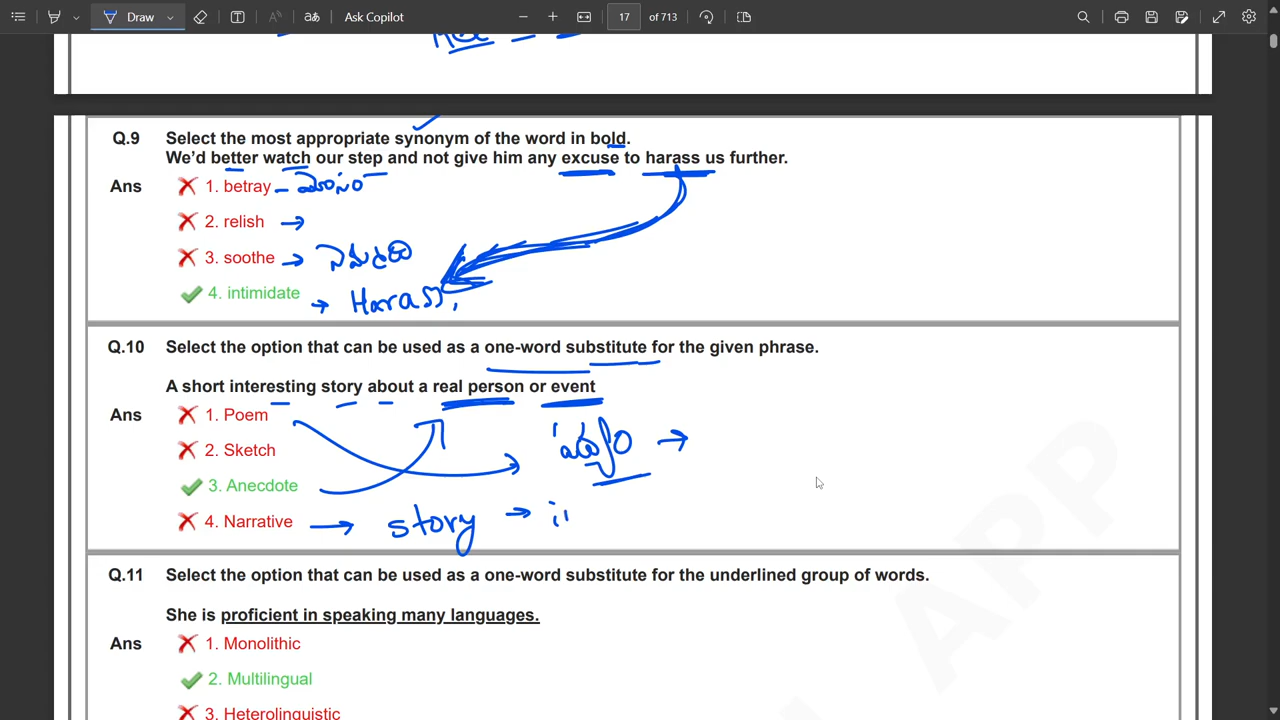 Draw
aあ
Ask Copilot
17 of 713
Q.9 Select the most appropriate synonym of the word in bold.
We'd better watch our step and not give him any excuse to harass us further.
Ans 1. betray
2. relish
3. soothe
4. intimidate → Harass,
Q.10 Select the option that can be used as a one-word substitute for the given phrase.
A short interesting story about a real person or event
Ans 1. Poem
2. Sketch
3. Anecdote
4. Narrative → story →
Q.11 Select the option that can be used as a one-word substitute for the underlined group of words.
She is proficient in speaking many languages.
Ans 1. Monolithic
2. Multilingual
3. Heterolinguistic
APP